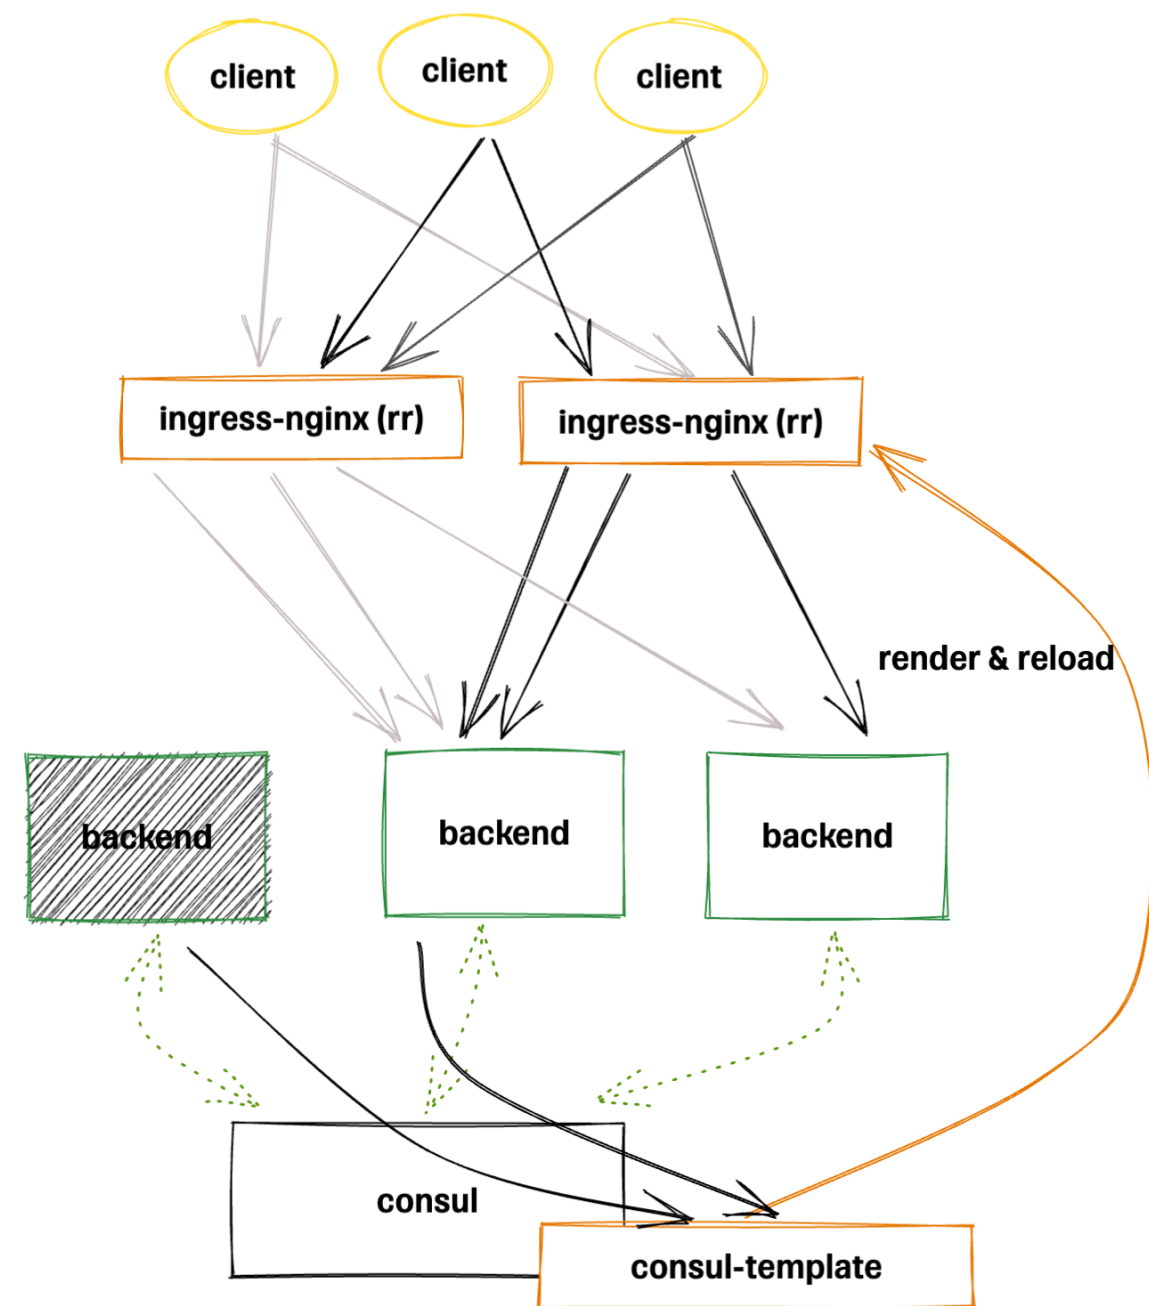 client
client
client
ingress-nginx (rr)
ingress-nginx (rr)
render & reload
backend
backend
backend
consul
consul-template